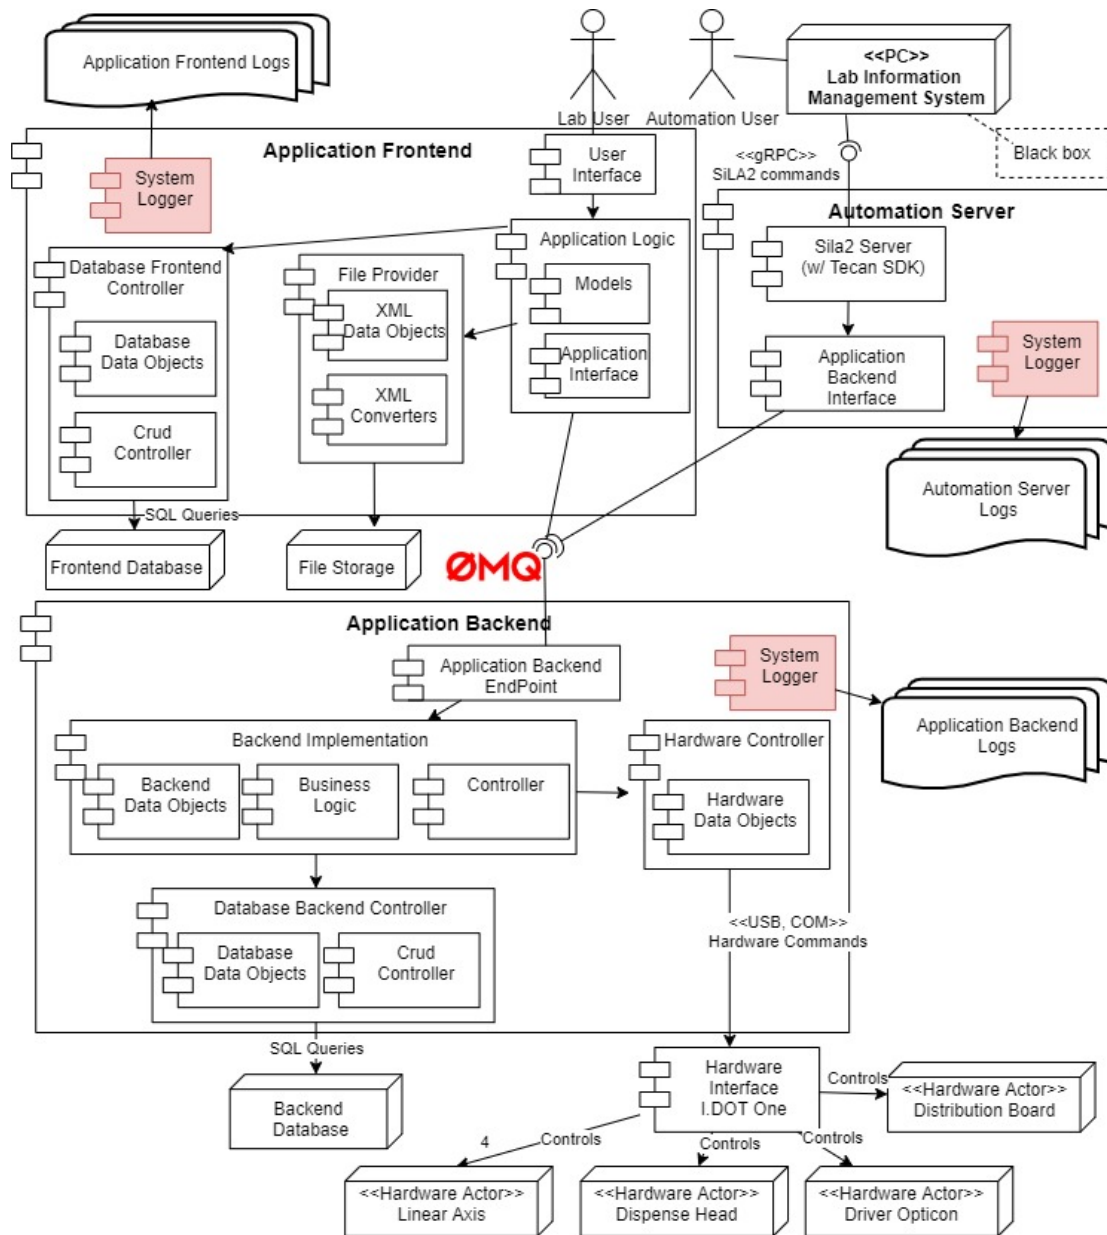 Application Frontend Logs
<<PC>>
Lab Information
Management System
Lab User
Automation User
Black box
<<gRPC>>
SiLA2 commands
Application Frontend
System
Logger
User
Interface
Application Logic
Models
Application
Interface
Database Frontend
Controller
Database
Data Objects
Crud
Controller
File Provider
XML
Data Objects
XML
Converters
SQL Queries
Frontend Database
File Storage
Automation Server
Sila2 Server
(w/ Tecan SDK)
Application
Backend
Interface
System
Logger
Automation Server
Logs
ØMQ
Application Backend
Application Backend
EndPoint
System
Logger
Application Backend
Logs
Backend Implementation
Backend
Data Objects
Business
Logic
Controller
Hardware Controller
Hardware
Data Objects
Database Backend Controller
Database
Data Objects
Crud
Controller
<<USB, COM>>
Hardware Commands
SQL Queries
Backend
Database
Hardware
Interface
I.DOT One
Controls
<<Hardware Actor>>
Distribution Board
4
Controls
Controls
Controls
<<Hardware Actor>>
Linear Axis
<<Hardware Actor>>
Dispense Head
<<Hardware Actor>>
Driver Opticon